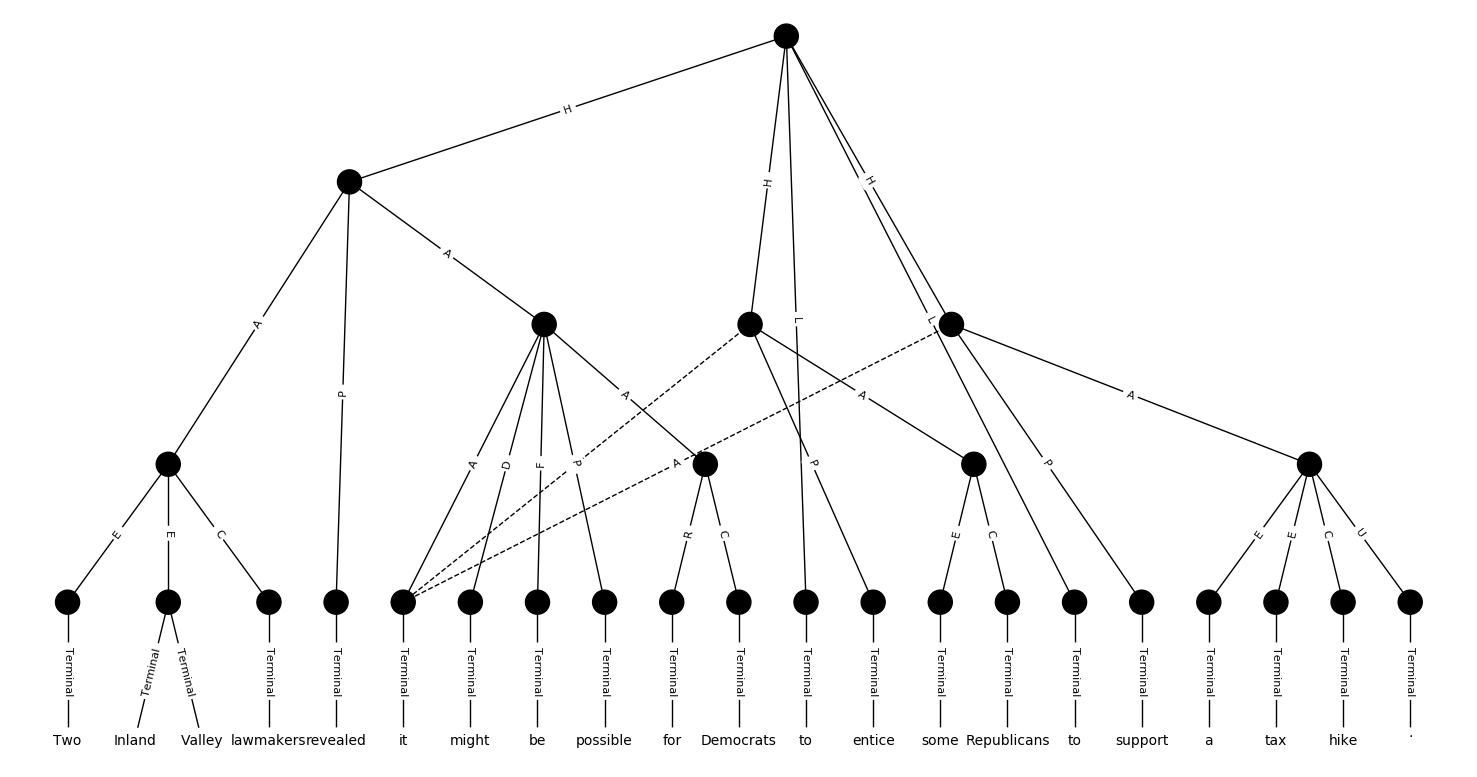 H
H
H
L
L
A
A
P
A
A
A
A
D
F
P
A
P
P
E
E
C
R
C
E
C
E
E
C
U
Terminal Terminal Terminal Terminal Terminal Terminal Terminal Terminal Terminal Terminal Terminal Terminal Terminal Terminal Terminal Terminal Terminal Terminal Terminal Terminal Terminal
Two Inland Valley lawmakers revealed it might be possible for Democrats to entice some Republicans to support a tax hike .